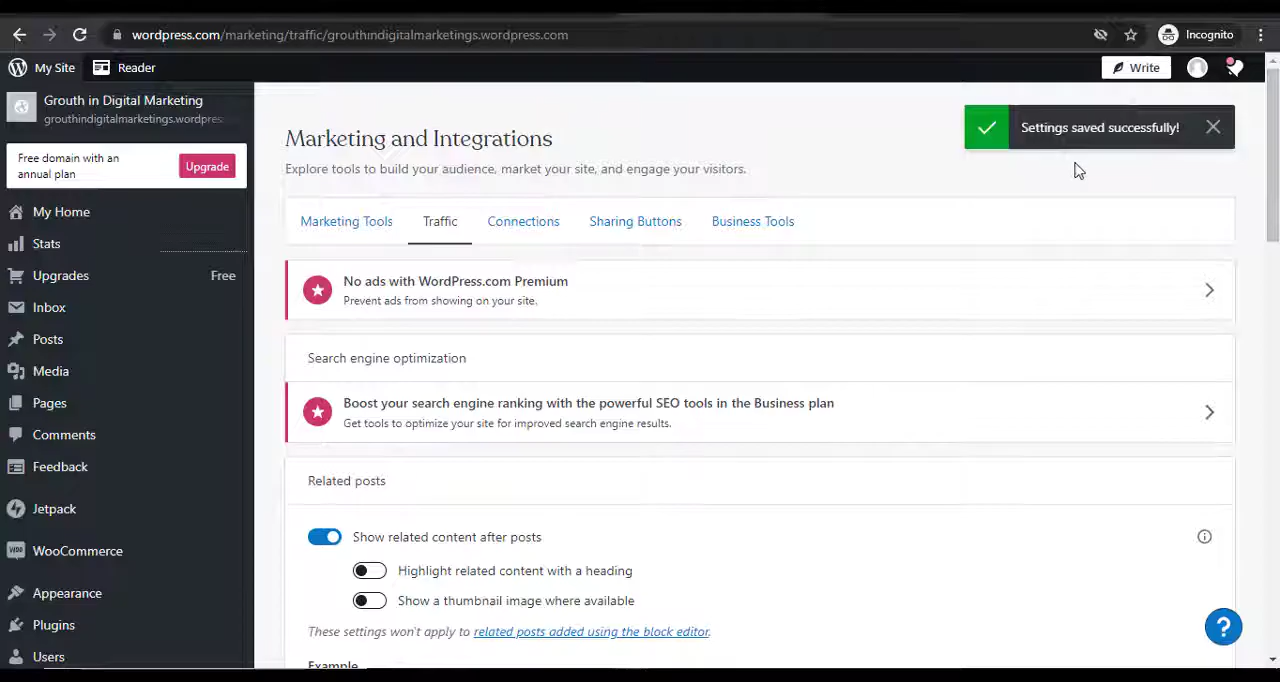 wordpress.com/marketing/traffic/grouthindigitalmarketings.wordpress.com
Incognito
My Site
Reader
Write
Grouth in Digital Marketing
grouthindigitalmarketings.wordpres
Free domain with an
annual plan
Upgrade
My Home
Stats
Upgrades
Free
Inbox
Posts
Media
Pages
Comments
Feedback
Jetpack
WooCommerce
Appearance
Plugins
Users
Settings saved successfully!
Marketing and Integrations
Explore tools to build your audience, market your site, and engage your visitors.
Marketing Tools
Traffic
Connections
Sharing Buttons
Business Tools
No ads with WordPress.com Premium
Prevent ads from showing on your site.
Search engine optimization
Boost your search engine ranking with the powerful SEO tools in the Business plan
Get tools to optimize your site for improved search engine results.
Related posts
Show related content after posts
Highlight related content with a heading
Show a thumbnail image where available
These settings won't apply to related posts added using the block editor.
Example